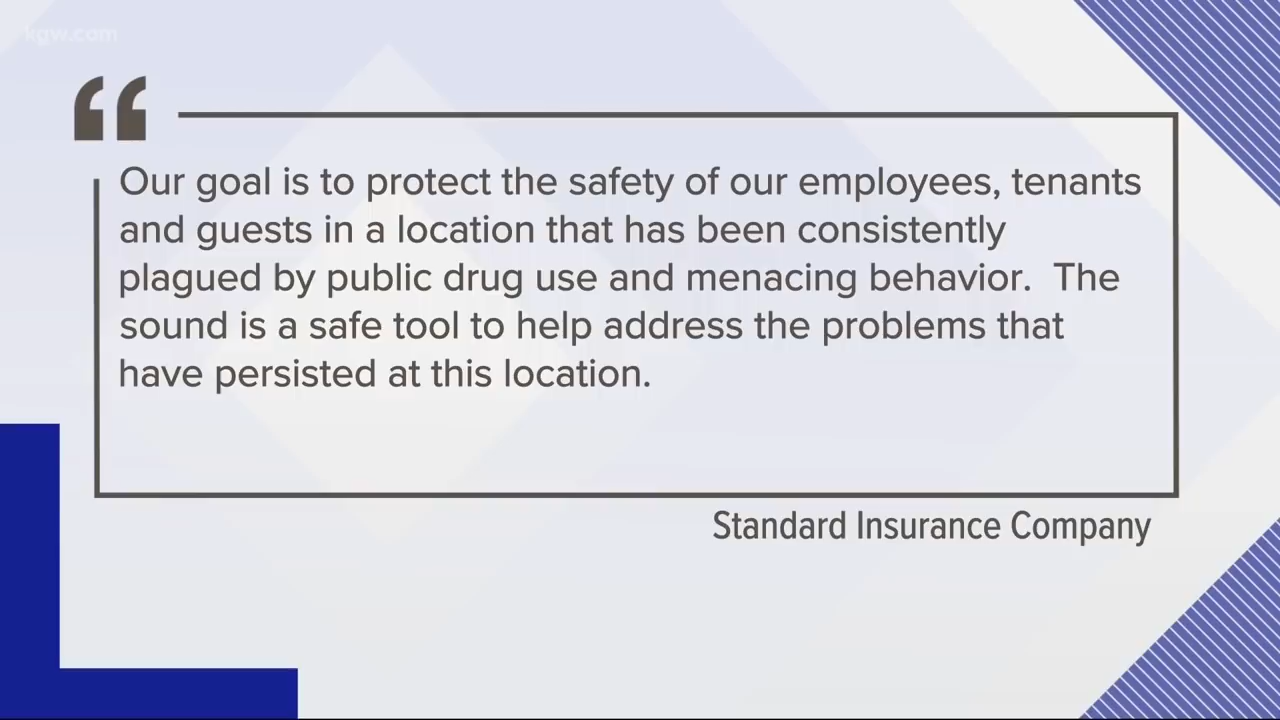 kgw.com
“
Our goal is to protect the safety of our employees, tenants
and guests in a location that has been consistently
plagued by public drug use and menacing behavior.  The
sound is a safe tool to help address the problems that
have persisted at this location.
Standard Insurance Company